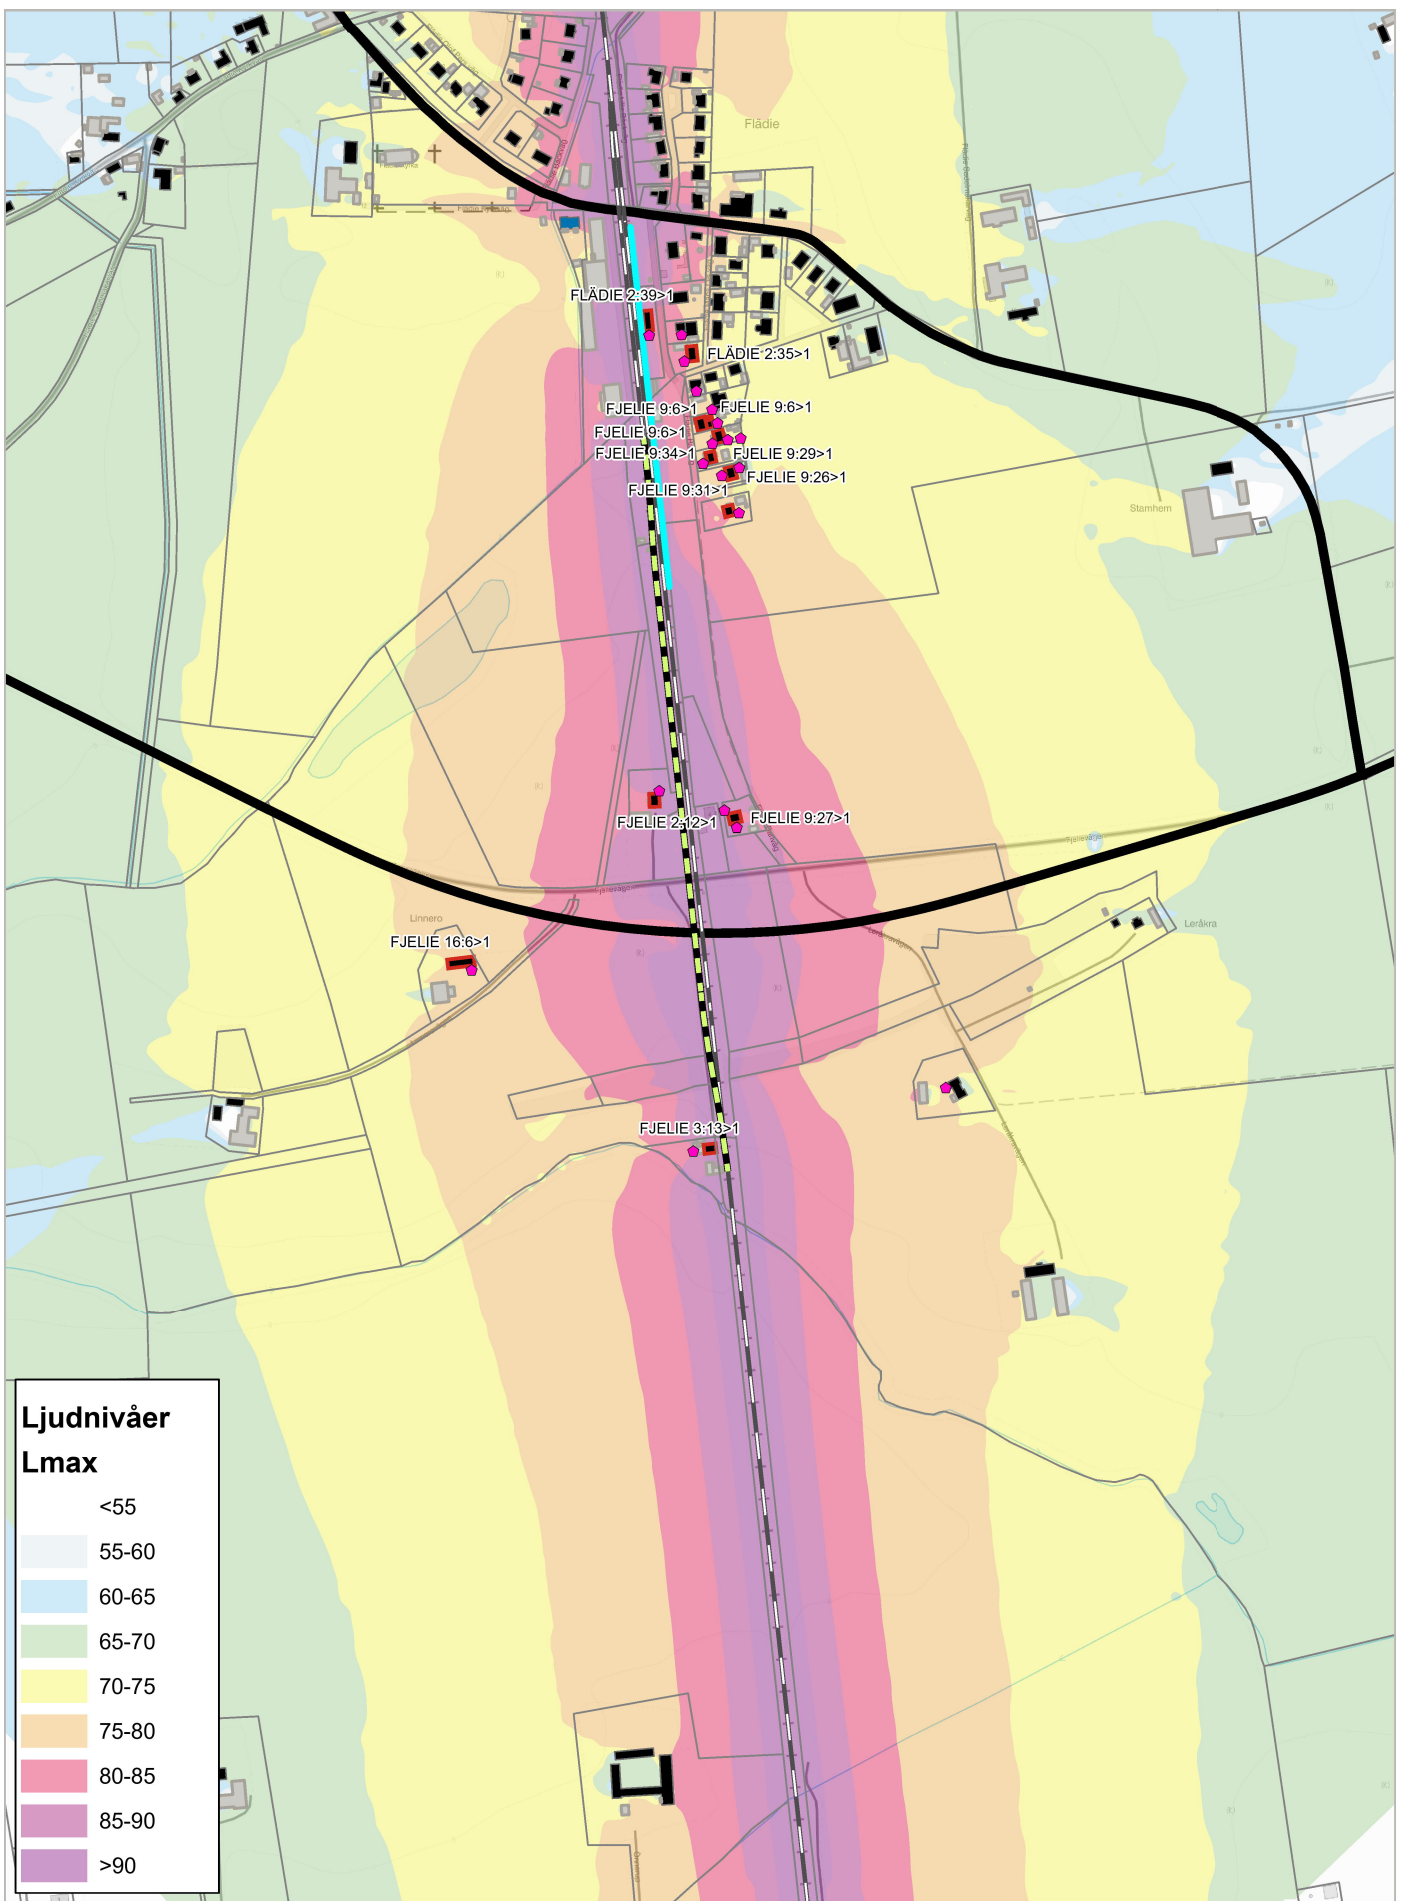 Flädie
FLÄDIE 2:39>1
FLÄDIE 2:35>1
FJELIE 9:6>1
FJELIE 9:6>1
FJELIE 9:6>1
FJELIE 9:34>1
FJELIE 9:29>1
FJELIE 9:26>1
FJELIE 9:31>1
Stamhem
FJELIE 2:12>1
FJELIE 9:27>1
Linnero
Leråkra
FJELIE 16:6>1
Leråkravägen
FJELIE 3:13>1
Ljudnivåer
Lmax
<55
55-60
60-65
65-70
70-75
75-80
80-85
85-90
>90